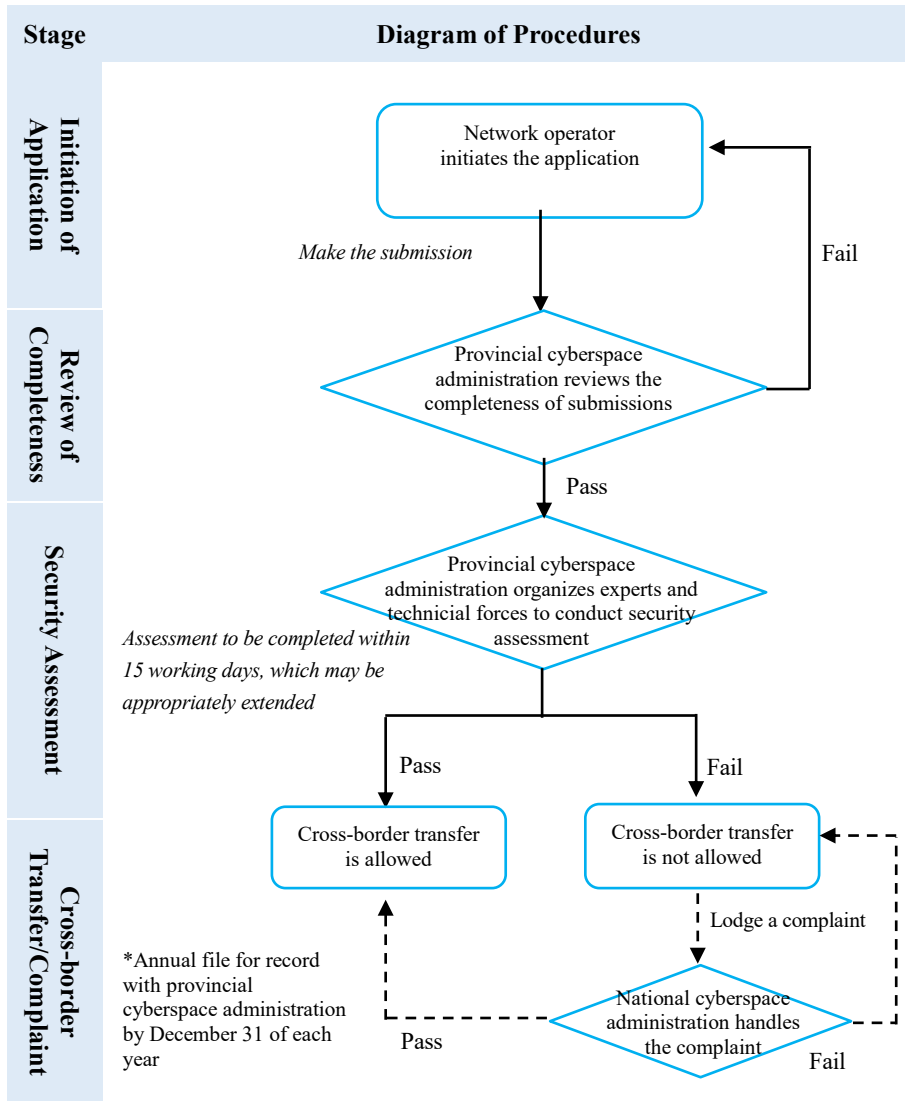 Stage
Diagram of Procedures
Initiation of
Application
Network operator
initiates the application
Make the submission
Fail
Review of
Completeness
Provincial cyberspace
administration reviews the
completeness of submissions
Pass
Security Assessment
Provincial cyberspace
administration organizes experts and
technicial forces to conduct security
assessment
Assessment to be completed within
15 working days, which may be
appropriately extended
Pass
Fail
Cross-border
Transfer/Complaint
Cross-border transfer
is allowed
Cross-border transfer
is not allowed
Lodge a complaint
*Annual file for record
with provincial
cyberspace administration
by December 31 of each
year
National cyberspace
administration handles
the complaint
Pass
Fail